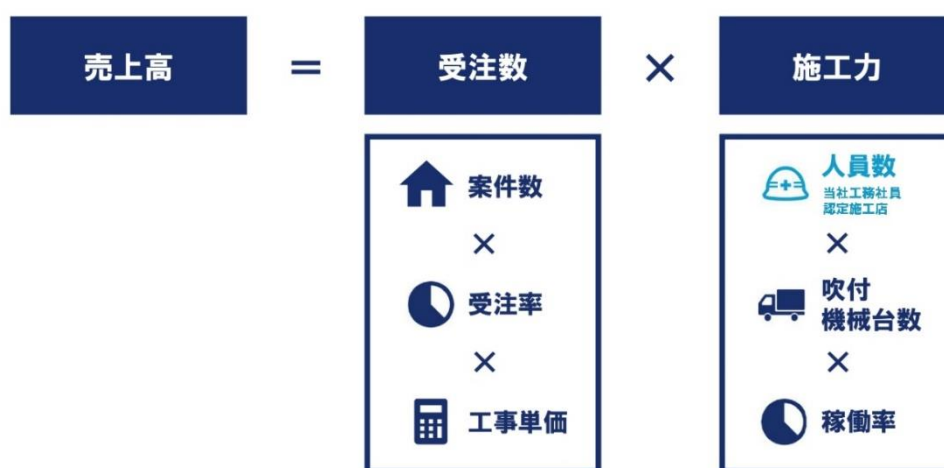 売上高 = 受注数 × 施工力
案件数
×
受注率
×
工事単価
人員数
当社工務社員
認定施工店
×
吹付
機械台数
×
稼働率